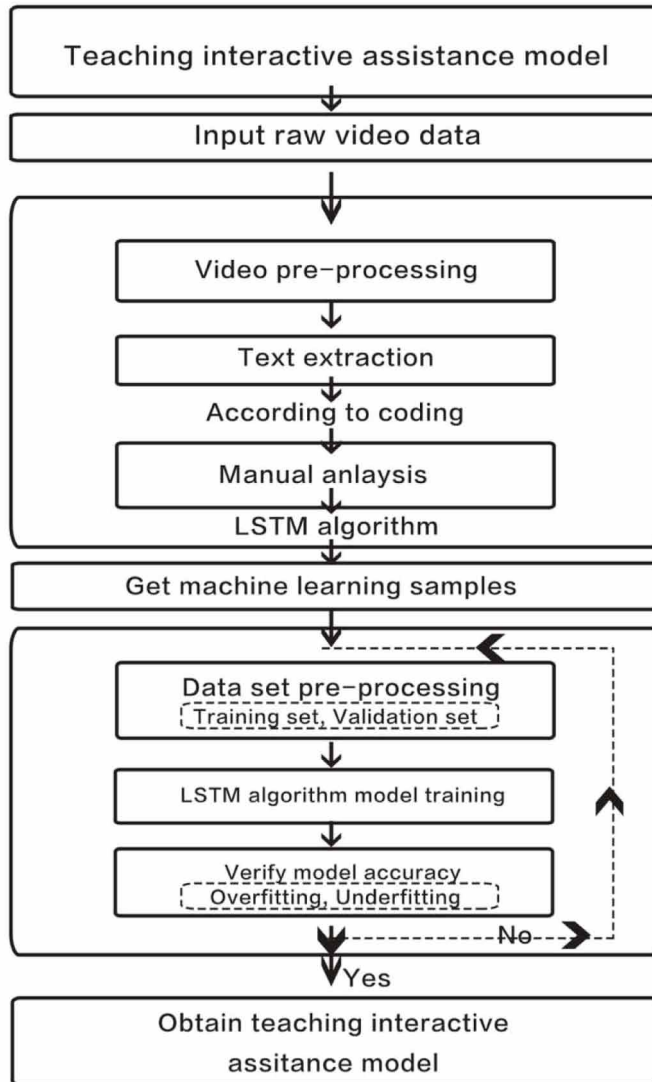 Teaching interactive assistance model
Input raw video data
Video pre-processing
Text extraction
According to coding
Manual anlaysis
LSTM algorithm
Get machine learning samples
Data set pre-processing
Training set, Validation set
LSTM algorithm model training
Verify model accuracy
Overfitting, Underfitting
No
Yes
Obtain teaching interactive
assitance model